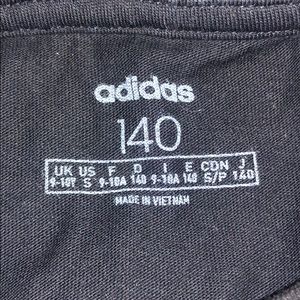 adidas
140
UK US F D I E CDN J
9-10Y S 9-10A 140 9-10A 140 S/P 140
MADE IN VIETNAM